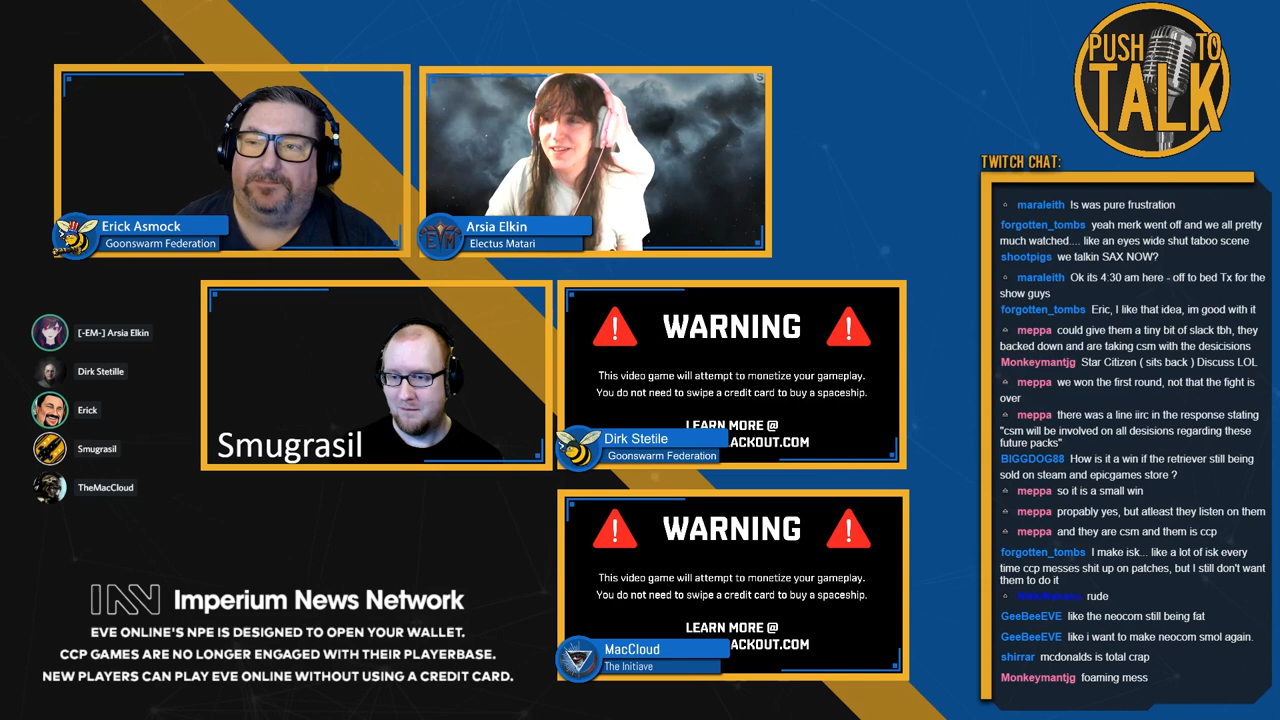 PUSH TO
TALK
TWITCH CHAT:
Erick Asmock
Goonswarm Federation
Arsia Elkin
Electus Matari
[-EM-] Arsia Elkin
Dirk Stetille
Erick
Smugrasil
TheMacCloud
Smugrasil
WARNING
This video game will attempt to monetize your gameplay.
You do not need to swipe a credit card to buy a spaceship.
LEARN MORE @
ACKOUT.COM
Dirk Stetile
Goonswarm Federation
WARNING
This video game will attempt to monetize your gameplay.
You do not need to swipe a credit card to buy a spaceship.
LEARN MORE @
ACKOUT.COM
MacCloud
The Initiave
INN Imperium News Network
EVE ONLINE'S NPE IS DESIGNED TO OPEN YOUR WALLET.
CCP GAMES ARE NO LONGER ENGAGED WITH THEIR PLAYERBASE.
NEW PLAYERS CAN PLAY EVE ONLINE WITHOUT USING A CREDIT CARD.
maraleith Is was pure frustration
forgotten_tombs yeah merk went off and we all pretty
much watched.... like an eyes wide shut taboo scene
shootpigs we talkin SAX NOW?
maraleith Ok its 4:30 am here - off to bed Tx for the
show guys
forgotten_tombs Eric, I like that idea, im good with it
meppa could give them a tiny bit of slack tbh, they
backed down and are taking csm with the desicisions
Monkeymantjg Star Citizen ( sits back ) Discuss LOL
meppa we won the first round, not that the fight is
over
meppa there was a line iirc in the response stating
"csm will be involved on all desisions regarding these
future packs"
BIGGDOG88 How is it a win if the retriever still being
sold on steam and epicgames store ?
meppa so it is a small win
meppa propably yes, but atleast they listen on them
meppa and they are csm and them is ccp
forgotten_tombs I make isk... like a lot of isk every
time ccp messes shit up on patches, but I still don't want
them to do it
rude
GeeBeeEVE like the neocom still being fat
GeeBeeEVE like i want to make neocom smol again.
shirrar mcdonalds is total crap
Monkeymantjg foaming mess